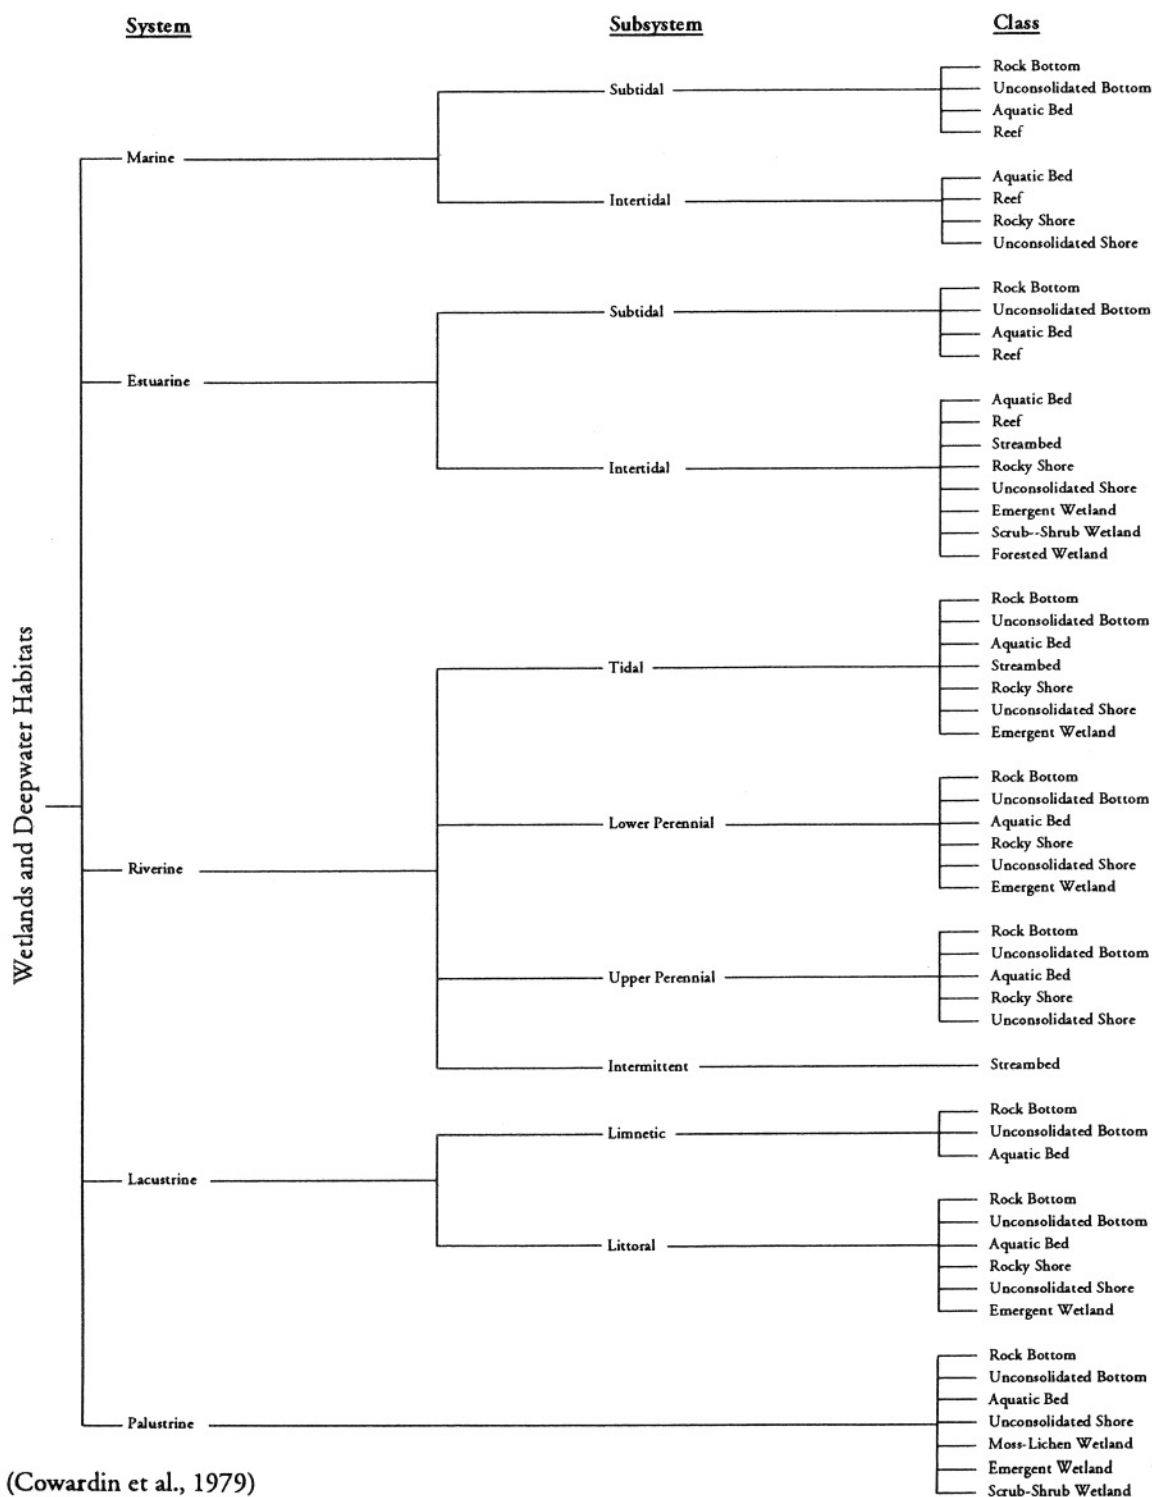 System
Subsystem
Class
Wetlands and Deepwater Habitats
Marine
Subtidal
Rock Bottom
Unconsolidated Bottom
Aquatic Bed
Reef
Intertidal
Aquatic Bed
Reef
Rocky Shore
Unconsolidated Shore
Estuarine
Subtidal
Rock Bottom
Unconsolidated Bottom
Aquatic Bed
Reef
Intertidal
Aquatic Bed
Reef
Streambed
Rocky Shore
Unconsolidated Shore
Emergent Wetland
Scrub--Shrub Wetland
Forested Wetland
Riverine
Tidal
Rock Bottom
Unconsolidated Bottom
Aquatic Bed
Streambed
Rocky Shore
Unconsolidated Shore
Emergent Wetland
Lower Perennial
Rock Bottom
Unconsolidated Bottom
Aquatic Bed
Rocky Shore
Unconsolidated Shore
Emergent Wetland
Upper Perennial
Rock Bottom
Unconsolidated Bottom
Aquatic Bed
Rocky Shore
Unconsolidated Shore
Intermittent
Streambed
Lacustrine
Limnetic
Rock Bottom
Unconsolidated Bottom
Aquatic Bed
Littoral
Rock Bottom
Unconsolidated Bottom
Aquatic Bed
Rocky Shore
Unconsolidated Shore
Emergent Wetland
Palustrine
Rock Bottom
Unconsolidated Bottom
Aquatic Bed
Unconsolidated Shore
Moss-Lichen Wetland
Emergent Wetland
Scrub-Shrub Wetland
(Cowardin et al., 1979)